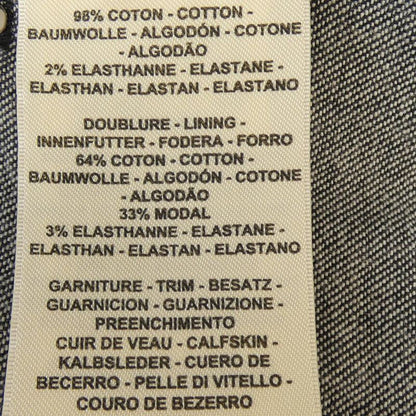 98% COTON - COTTON -
BAUMWOLLE - ALGODÓN - COTONE
- ALGODÃO
2% ELASTHANNE - ELASTANE -
ELASTHAN - ELASTAN - ELASTANO
DOUBLURE - LINING -
INNENFUTTER - FODERA - FORRO
64% COTON - COTTON -
BAUMWOLLE - ALGODÓN - COTONE
- ALGODÃO
33% MODAL
3% ELASTHANNE - ELASTANE -
ELASTHAN - ELASTAN - ELASTANO
GARNITURE - TRIM - BESATZ -
GUARNICION - GUARNIZIONE -
PREENCHIMENTO
CUIR DE VEAU - CALFSKIN -
KALBSLEDER - CUERO DE
BECERRO - PELLE DI VITELLO -
COURO DE BEZERRO